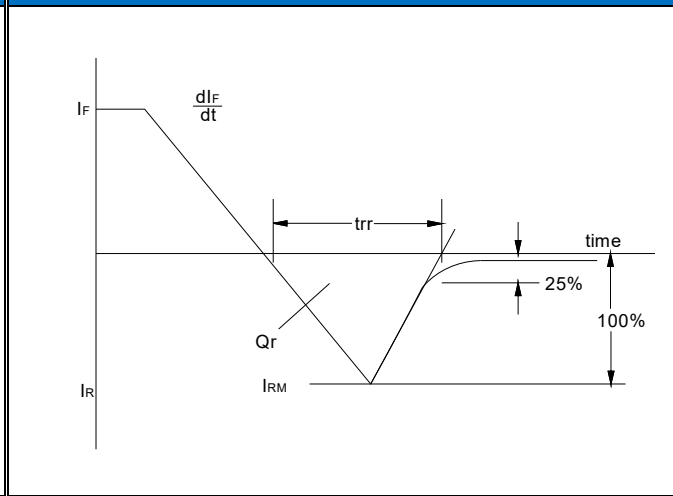 IF
dIF
dt
trr
time
25%
100%
Qr
IRM
IR